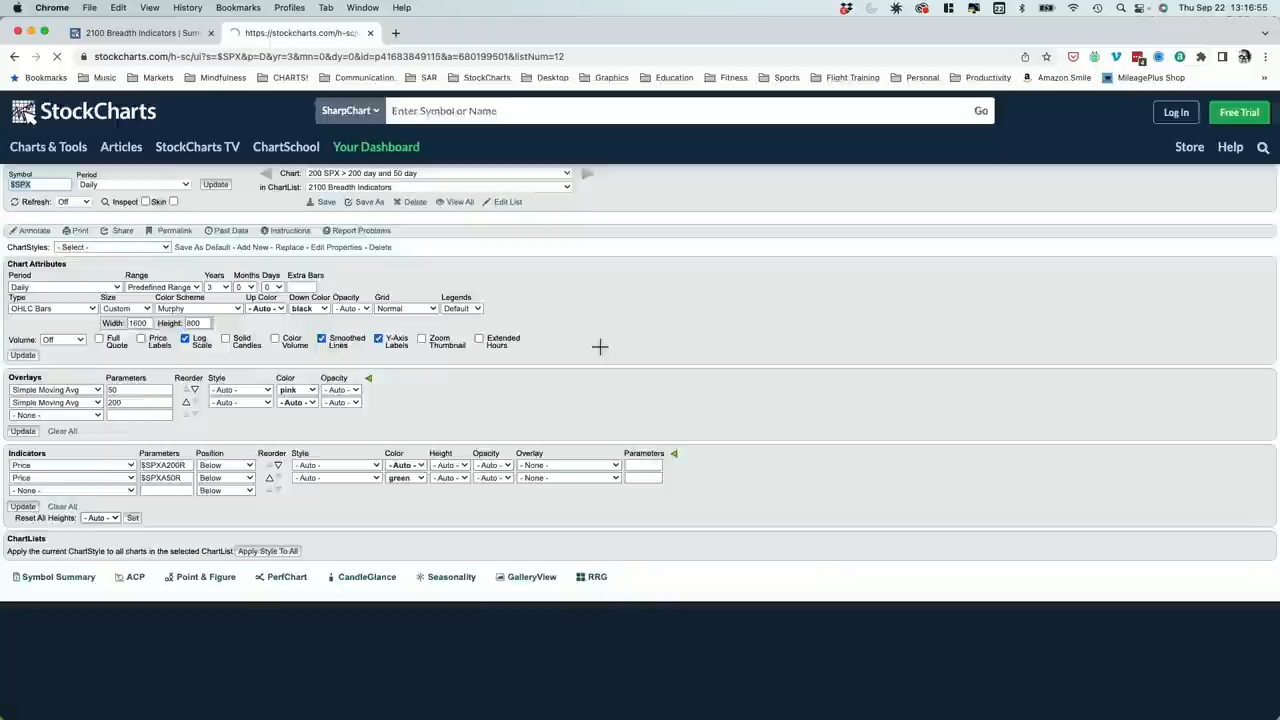 Chrome File Edit View History Bookmarks Profiles Tab Window Help Thu Sep 22 13:16:55
2100 Breadth Indicators | Sum https://stockcharts.com/h-sc/
stockcharts.com/h-sc/ui?s=$SPX&p=D&yr=3&mn=0&dy=0&id=p41683849116&a=680199501&listNum=12
Bookmarks Music Markets Mindfulness CHARTS! Communication SAR StockCharts Desktop Graphics Education Fitness Sports Flight Training Personal Productivity Amazon Smile MileagePlus Shop
StockCharts SharpChart Enter Symbol or Name Go Log In Free Trial
Charts & Tools Articles StockCharts TV ChartSchool Your Dashboard Store Help
Symbol Period Chart: 200 SPX > 200 day and 50 day
$SPX Daily Update in ChartList: 2100 Breadth Indicators
Refresh: Off Inspect Skin Save Save As Delete View All Edit List
Annotate Print Share Permalink Past Data Instructions Report Problems
ChartStyles: - Select - Save As Default - Add New - Replace - Edit Properties - Delete
Chart Attributes
Period Range Years Months Days Extra Bars
Daily Predefined Range 3 0 0
Type Size Color Scheme Up Color Down Color Opacity Grid Legends
OHLC Bars Custom Murphy - Auto - black - Auto - Normal Default
Width: 1600 Height: 800
Volume: Off Full Quote Price Labels Log Scale Solid Candles Color Volume Smoothed Lines Y-Axis Labels Zoom Thumbnail Extended Hours
Update
Overlays Parameters Reorder Style Color Opacity
Simple Moving Avg 50 - Auto - pink - Auto -
Simple Moving Avg 200 - Auto - - Auto - - Auto -
- None -
Update Clear All
Indicators Parameters Position Reorder Style Color Height Opacity Overlay Parameters
Price $SPXA200R Below - Auto - - Auto - - Auto - - Auto - - None -
Price $SPXA50R Below - Auto - green - Auto - - Auto - - None -
- None - Below
Update Clear All
Reset All Heights: - Auto - Set
ChartLists
Apply the current ChartStyle to all charts in the selected ChartList Apply Style To All
Symbol Summary ACP Point & Figure PerfChart CandleGlance Seasonality GalleryView RRG